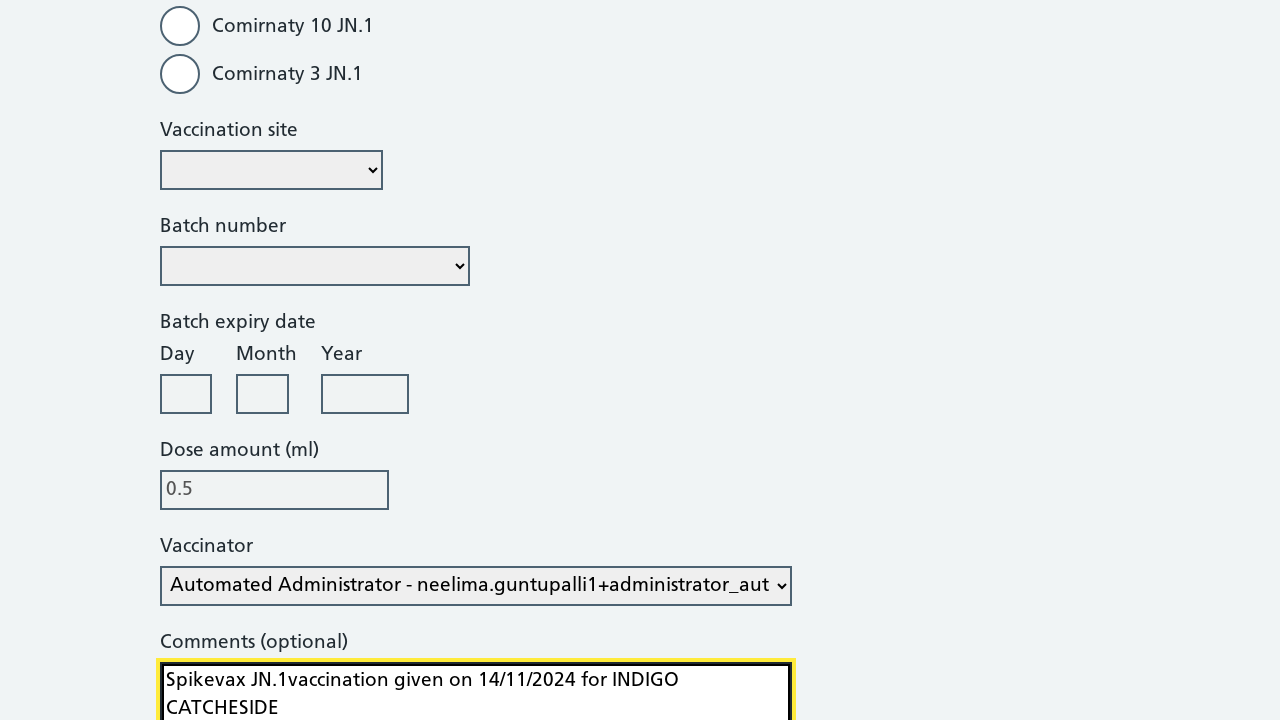 Comirnaty 10 JN.1
Comirnaty 3 JN.1
Vaccination site
Batch number
Batch expiry date
Day Month Year
Dose amount (ml)
0.5
Vaccinator
Automated Administrator - neelima.guntupalli1+administrator_aut
Comments (optional)
Spikevax JN.1vaccination given on 14/11/2024 for INDIGO
CATCHESIDE